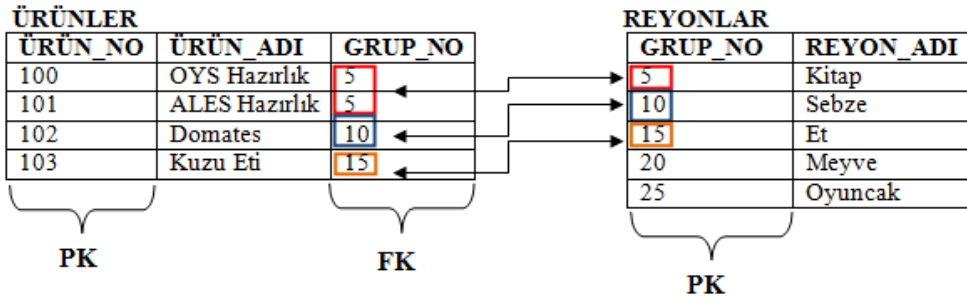 ÜRÜNLER
ÜRÜN_NO ÜRÜN_ADI GRUP_NO
100 OYS Hazırlık 5
101 ALES Hazırlık 5
102 Domates 10
103 Kuzu Eti 15
PK
FK
REYONLAR
GRUP_NO REYON_ADI
5 Kitap
10 Sebze
15 Et
20 Meyve
25 Oyuncak
PK